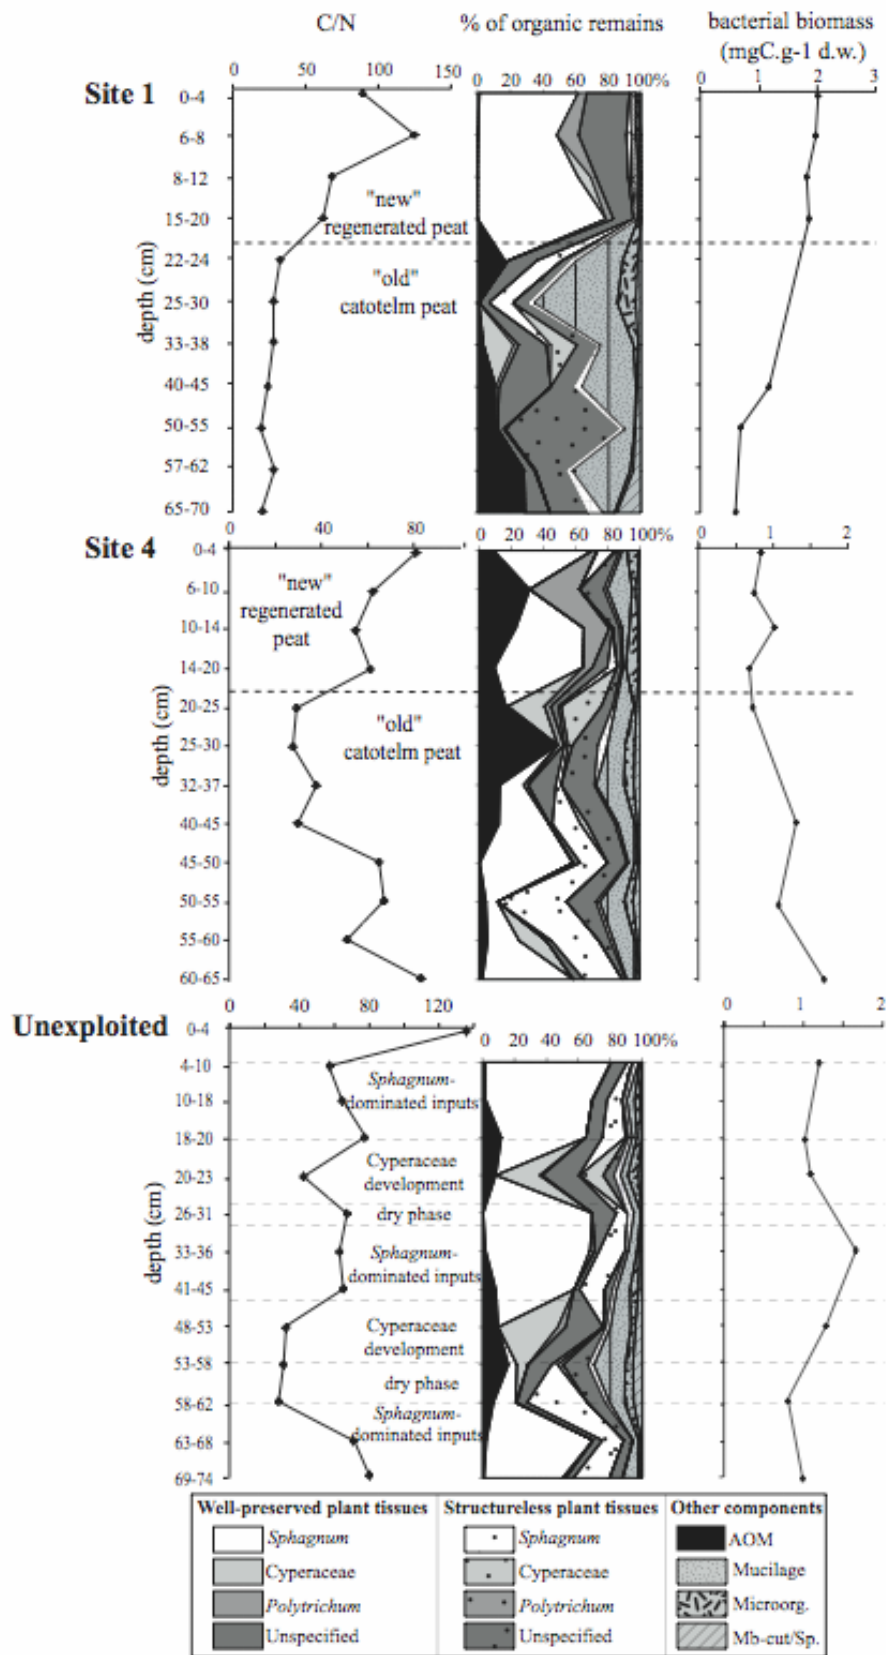 C/N % of organic remains bacterial biomass
(mgC.g-1 d.w.)
0 50 100 150 0 20 40 60 80 100% 0 1 2 3
Site 1
0-4
6-8
8-12
15-20
22-24
25-30
33-38
40-45
50-55
57-62
65-70
depth (cm)
"new"
regenerated peat
"old"
catotelm peat
0 40 80 0 20 40 60 80 100% 0 1 2
Site 4
0-4
6-10
10-14
14-20
20-25
25-30
32-37
40-45
45-50
50-55
55-60
60-65
depth (cm)
"new"
regenerated
peat
"old"
catotelm peat
0 40 80 120 0 20 40 60 80 100% 0 1 2
Unexploited
0-4
4-10
10-18
18-20
20-23
26-31
33-36
41-45
48-53
53-58
58-62
63-68
69-74
depth (cm)
Sphagnum-
dominated inputs
Cyperaceae
development
dry phase
Sphagnum-
dominated inputs
Cyperaceae
development
dry phase
Sphagnum-
dominated inputs
Well-preserved plant tissues
Sphagnum
Cyperaceae
Polytrichum
Unspecified
Structureless plant tissues
Sphagnum
Cyperaceae
Polytrichum
Unspecified
Other components
AOM
Mucilage
Microorg.
Mb-cut/Sp.